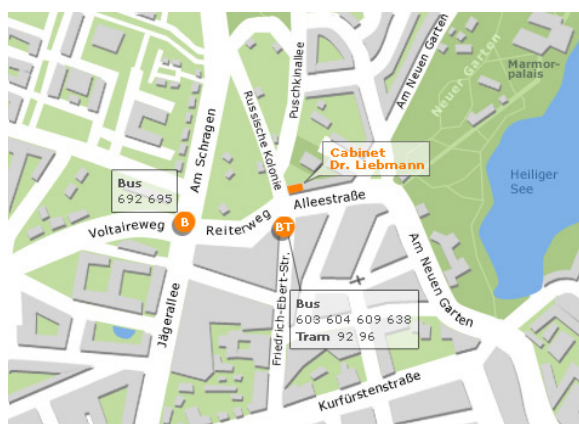 Am Neuen Garten
Puschkinallee
Neuer Garten
Marmor-
palais
Russische Kolonie
Am Schragen
Cabinet
Dr. Liebmann
Heiliger
See
Bus
692 695
B
Alleestraße
Voltaireweg
Reiterweg
BT
Am Neuen Garten
Jägerallee
Friedrich-Ebert-Str.
Bus
603 604 609 638
Tram 92 96
Kurfürstenstraße